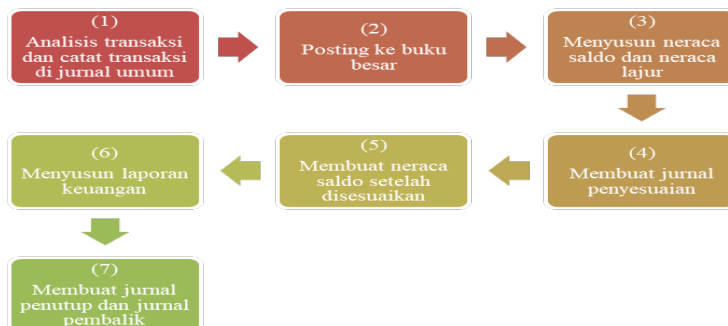 (1)
Analisis transaksi
dan catat transaksi
di jurnal umum
(2)
Posting ke buku
besar
(3)
Menyusun neraca
saldo dan neraca
lajur
(4)
Membuat jurnal
penyesuaian
(5)
Membuat neraca
saldo setelah
disesuaikan
(6)
Menyusun laporan
keuangan
(7)
Membuat jurnal
penutup dan jurnal
pembalik